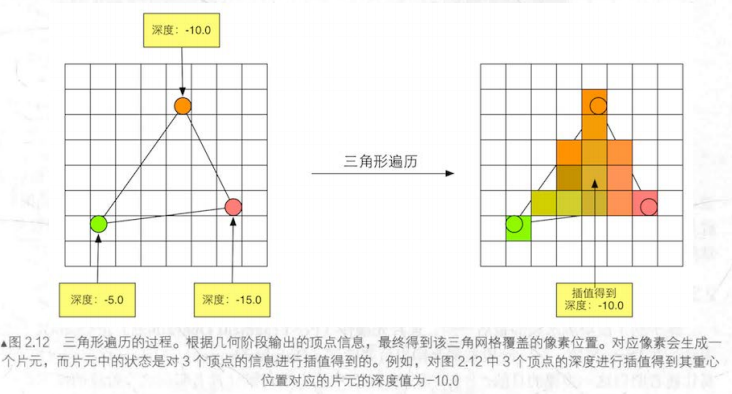 深度：-10.0
三角形遍历
深度：-5.0
深度：-15.0
插值得到
深度：-10.0
▲图 2.12 三角形遍历的过程。根据几何阶段输出的顶点信息，最终得到该三角网格覆盖的像素位置。对应像素会生成一
个片元，而片元中的状态是对 3 个顶点的信息进行插值得到的。例如，对图 2.12 中 3 个顶点的深度进行插值得到其重心
位置对应的片元的深度值为-10.0